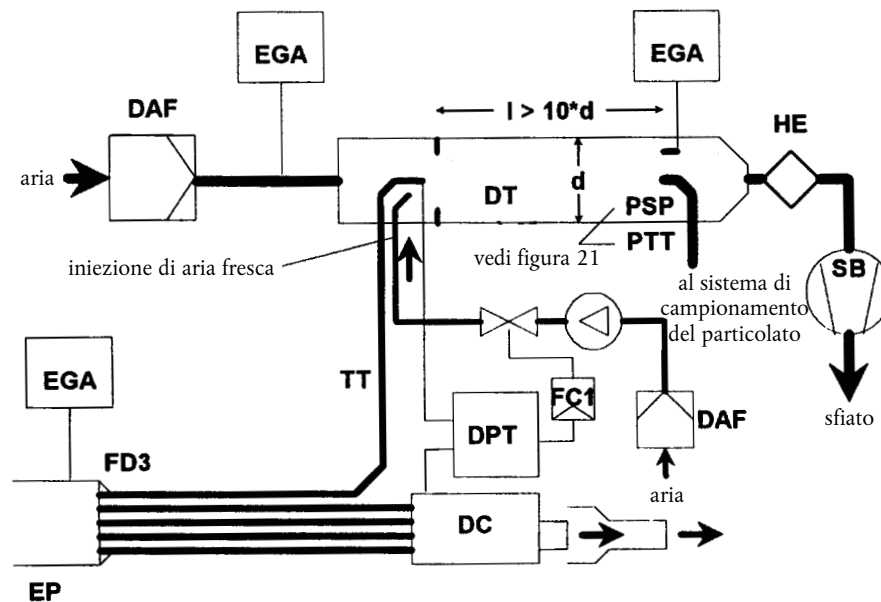 EGA
EGA
DAF
l > 10*d
HE
aria
d
DT
PSP
PTT
iniezione di aria fresca
vedi figura 21
al sistema di
campionamento
del particolato
SB
EGA
TT
FC1
DPT
DAF
sfiato
FD3
aria
DC
EP